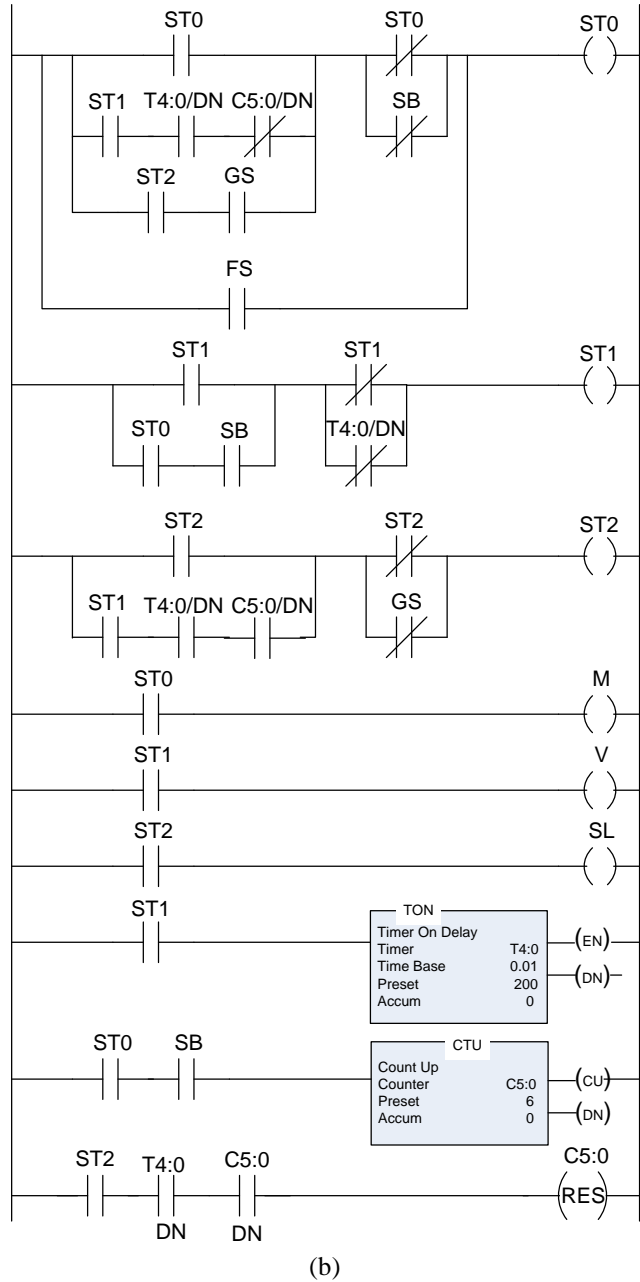 ST0 ST0 ST0
ST1 T4:0/DN C5:0/DN SB
ST2 GS
FS
ST1 ST1 ST1
ST0 SB T4:0/DN
ST2 ST2 ST2
ST1 T4:0/DN C5:0/DN GS
ST0 M
ST1 V
ST2 SL
ST1
TON
Timer On Delay
Timer T4:0
Time Base 0.01
Preset 200
Accum 0
(EN)
(DN)
ST0 SB
CTU
Count Up
Counter C5:0
Preset 6
Accum 0
(CU)
(DN)
ST2 T4:0 C5:0 C5:0
DN DN
(RES)
(b)